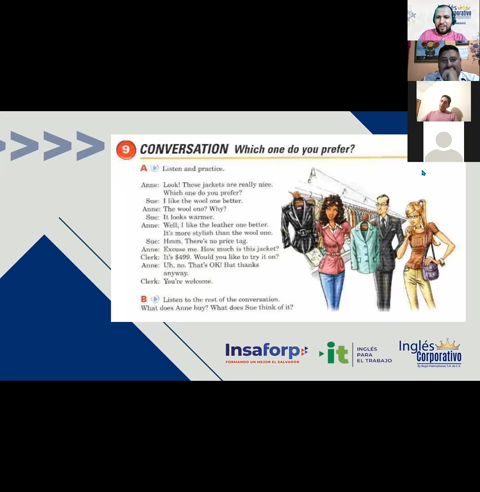 Inglés
Corporativo
9 CONVERSATION Which one do you prefer?
A Listen and practice.
Anne: Look! These jackets are really nice.
Which one do you prefer?
Sue: I like the wool one better.
Anne: The wool one? Why?
Sue: It looks warmer.
Anne: Well, I like the leather one better.
It's more stylish than the wool one.
Sue: Hmm. There's no price tag.
Anne: Excuse me. How much is this jacket?
Clerk: It's $499. Would you like to try it on?
Anne: Uh, no. That's OK! But thanks
anyway.
Clerk: You're welcome.
B Listen to the rest of the conversation.
What does Anne buy? What does Sue think of it?
Insaforp
FORMANDO UN MEJOR EL SALVADOR
it
INGLÉS
PARA
EL TRABAJO
Inglés
Corporativo